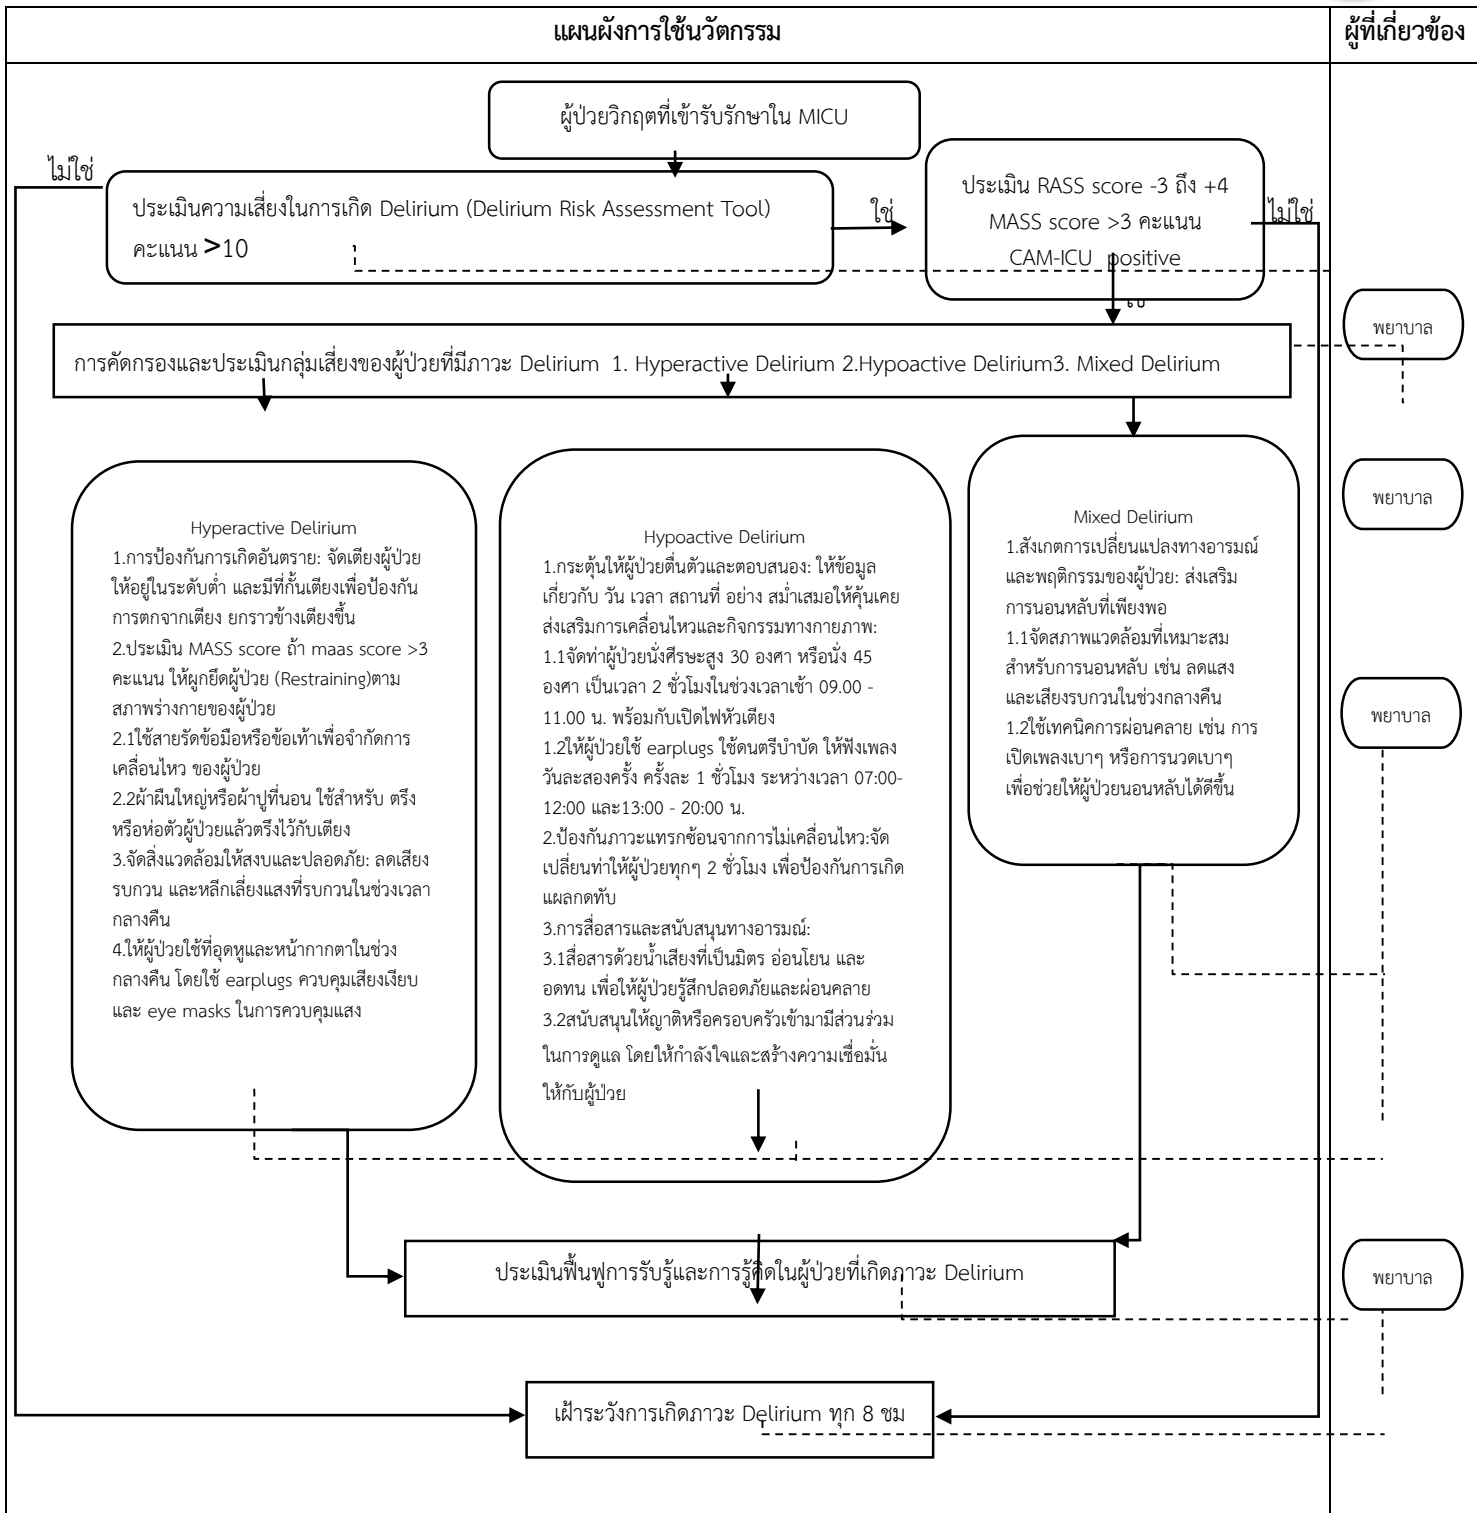 แผนผังการใช้นวัตกรรม
ผู้ที่เกี่ยวข้อง
ผู้ป่วยวิกฤตที่เข้ารับรักษาใน MICU
ไม่ใช่
ประเมินความเสี่ยงในการเกิด Delirium (Delirium Risk Assessment Tool)
คะแนน >10
ใช่
ประเมิน RASS score -3 ถึง +4
MASS score >3 คะแนน
CAM-ICU positive
ไม่ใช่
พยาบาล
การคัดกรองและประเมินกลุ่มเสี่ยงของผู้ป่วยที่มีภาวะ Delirium 1. Hyperactive Delirium 2.Hypoactive Delirium3. Mixed Delirium
พยาบาล
Hyperactive Delirium
1.การป้องกันการเกิดอันตราย: จัดเตียงผู้ป่วย
ให้อยู่ในระดับต่ำ และมีที่กั้นเตียงเพื่อป้องกัน
การตกจากเตียง ยกราวข้างเตียงขึ้น
2.ประเมิน MASS score ถ้า maas score >3
คะแนน ให้ผูกยึดผู้ป่วย (Restraining)ตาม
สภาพร่างกายของผู้ป่วย
2.1ใช้สายรัดข้อมือหรือข้อเท้าเพื่อจำกัดการ
เคลื่อนไหว ของผู้ป่วย
2.2ผ้าผืนใหญ่หรือผ้าปูที่นอน ใช้สำหรับ ตรึง
หรือห่อตัวผู้ป่วยแล้วตรึงไว้กับเตียง
3.จัดสิ่งแวดล้อมให้สงบและปลอดภัย: ลดเสียง
รบกวน และหลีกเลี่ยงแสงที่รบกวนในช่วงเวลา
กลางคืน
4.ให้ผู้ป่วยใช้ที่อุดหูและหน้ากากตาในช่วง
กลางคืน โดยใช้ earplugs ควบคุมเสียงเงียบ
และ eye masks ในการควบคุมแสง
Hypoactive Delirium
1.กระตุ้นให้ผู้ป่วยตื่นตัวและตอบสนอง: ให้ข้อมูล
เกี่ยวกับ วัน เวลา สถานที่ อย่าง สม่ำเสมอให้คุ้นเคย
ส่งเสริมการเคลื่อนไหวและกิจกรรมทางกายภาพ:
1.1จัดท่าผู้ป่วยนั่งศีรษะสูง 30 องศา หรือนั่ง 45
องศา เป็นเวลา 2 ชั่วโมงในช่วงเวลาเช้า 09.00 -
11.00 น. พร้อมกับเปิดไฟหัวเตียง
1.2ให้ผู้ป่วยใช้ earplugs ใช้ดนตรีบำบัด ให้ฟังเพลง
วันละสองครั้ง ครั้งละ 1 ชั่วโมง ระหว่างเวลา 07:00-
12:00 และ13:00 - 20:00 น.
2.ป้องกันภาวะแทรกซ้อนจากการไม่เคลื่อนไหว:จัด
เปลี่ยนท่าให้ผู้ป่วยทุกๆ 2 ชั่วโมง เพื่อป้องกันการเกิด
แผลกดทับ
3.การสื่อสารและสนับสนุนทางอารมณ์:
3.1สื่อสารด้วยน้ำเสียงที่เป็นมิตร อ่อนโยน และ
อดทน เพื่อให้ผู้ป่วยรู้สึกปลอดภัยและผ่อนคลาย
3.2สนับสนุนให้ญาติหรือครอบครัวเข้ามามีส่วนร่วม
ในการดูแล โดยให้กำลังใจและสร้างความเชื่อมั่น
ให้กับผู้ป่วย
Mixed Delirium
1.สังเกตการเปลี่ยนแปลงทางอารมณ์
และพฤติกรรมของผู้ป่วย: ส่งเสริม
การนอนหลับที่เพียงพอ
1.1จัดสภาพแวดล้อมที่เหมาะสม
สำหรับการนอนหลับ เช่น ลดแสง
และเสียงรบกวนในช่วงกลางคืน
1.2ใช้เทคนิคการผ่อนคลาย เช่น การ
เปิดเพลงเบาๆ หรือการนวดเบาๆ
เพื่อช่วยให้ผู้ป่วยนอนหลับได้ดีขึ้น
พยาบาล
ประเมินฟื้นฟูการรับรู้และการรู้คิดในผู้ป่วยที่เกิดภาวะ Delirium
พยาบาล
เฝ้าระวังการเกิดภาวะ Delirium ทุก 8 ชม